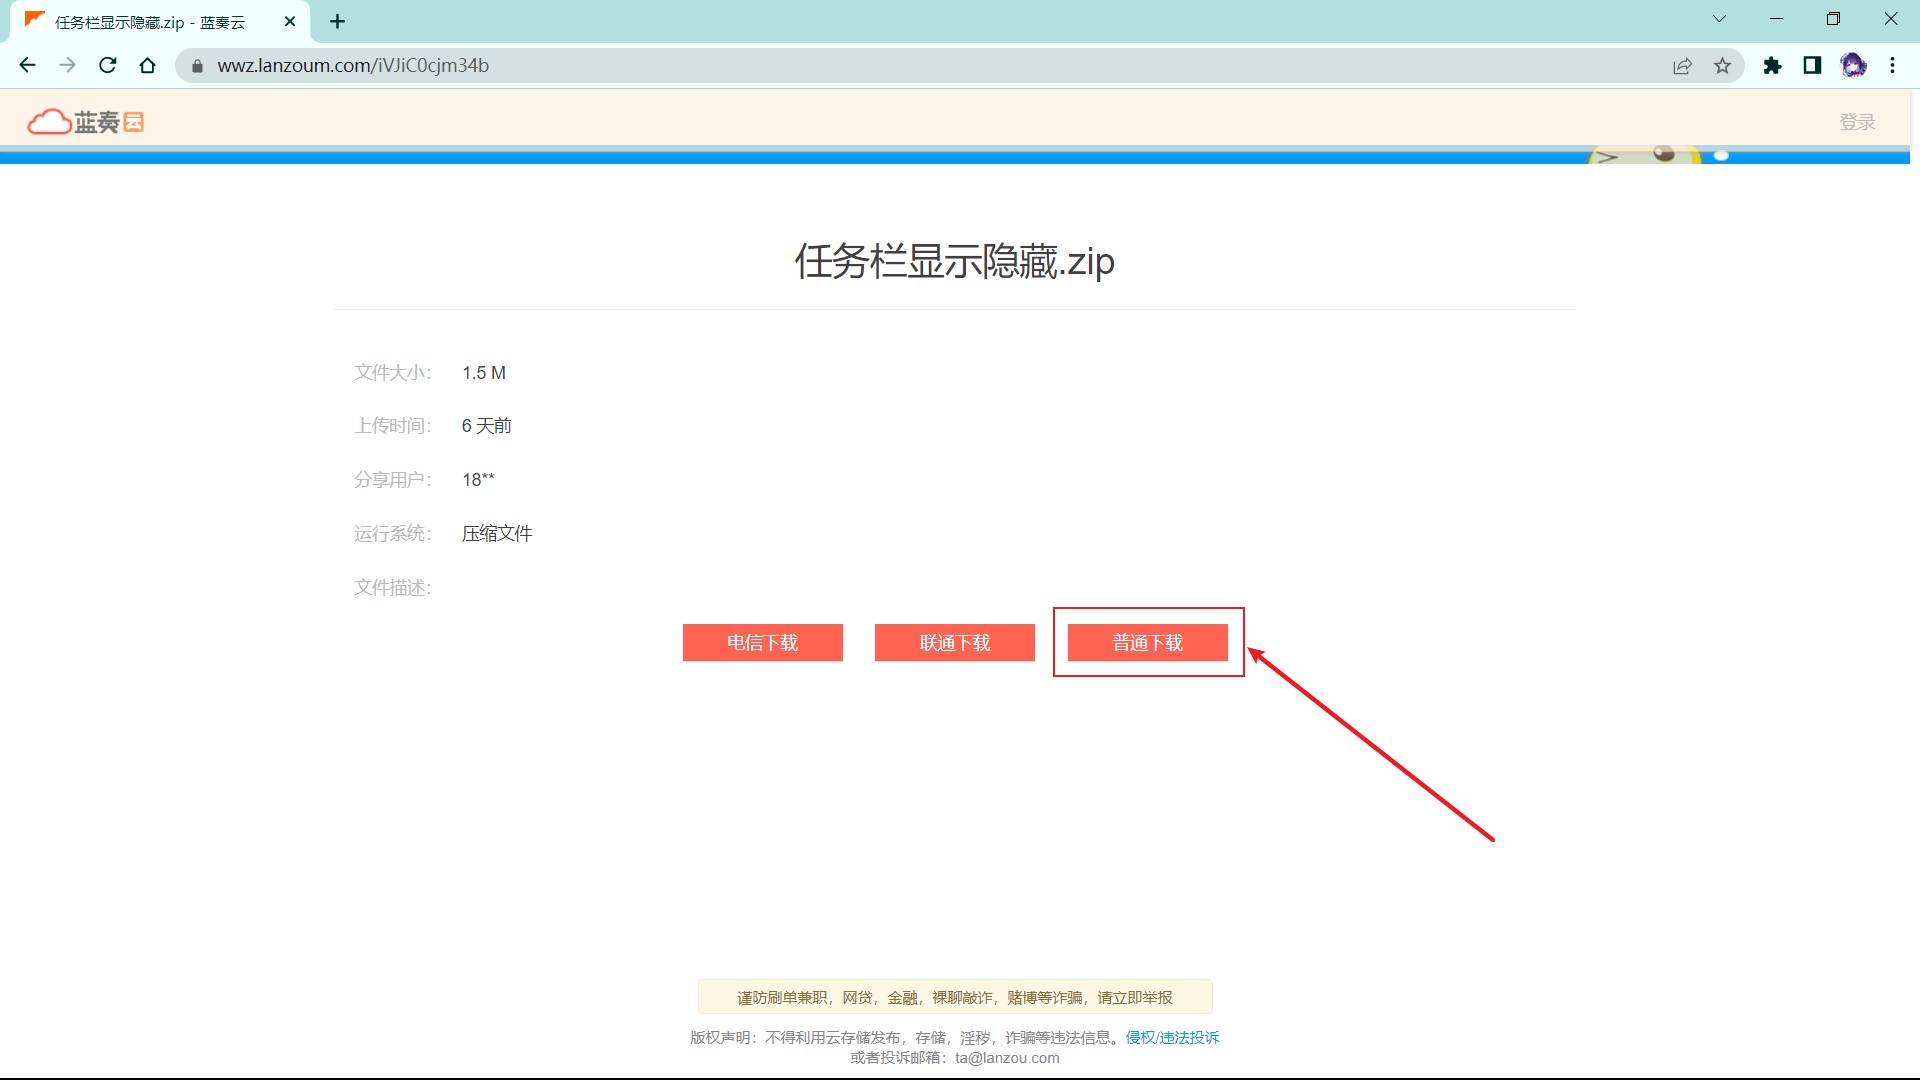 任务栏显示隐藏.zip - 蓝奏云
wwz.lanzoum.com/iVJiC0cjm34b
蓝奏云
登录
任务栏显示隐藏.zip
文件大小： 1.5 M
上传时间： 6 天前
分享用户： 18**
运行系统： 压缩文件
文件描述：
电信下载 联通下载 普通下载
谨防刷单兼职，网贷，金融，裸聊敲诈，赌博等诈骗，请立即举报
版权声明：不得利用云存储发布，存储，淫秽，诈骗等违法信息。侵权/违法投诉
或者投诉邮箱：ta@lanzou.com